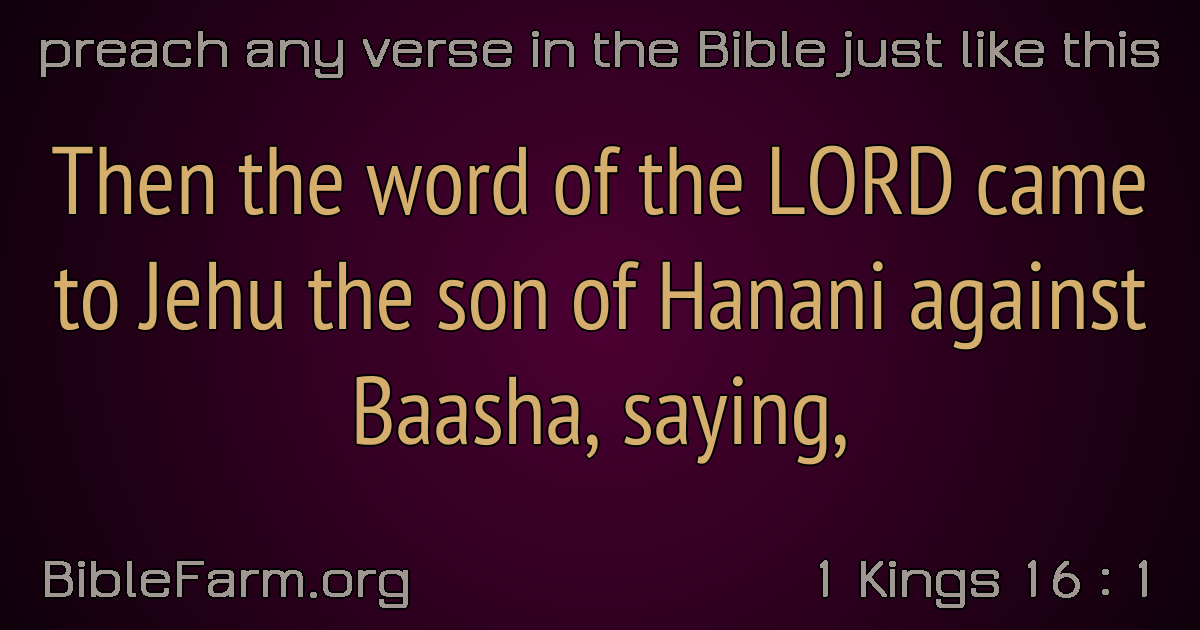 preach any verse in the Bible just like this
Then the word of the LORD came
to Jehu the son of Hanani against
Baasha, saying,
BibleFarm.org
1 Kings 16 : 1